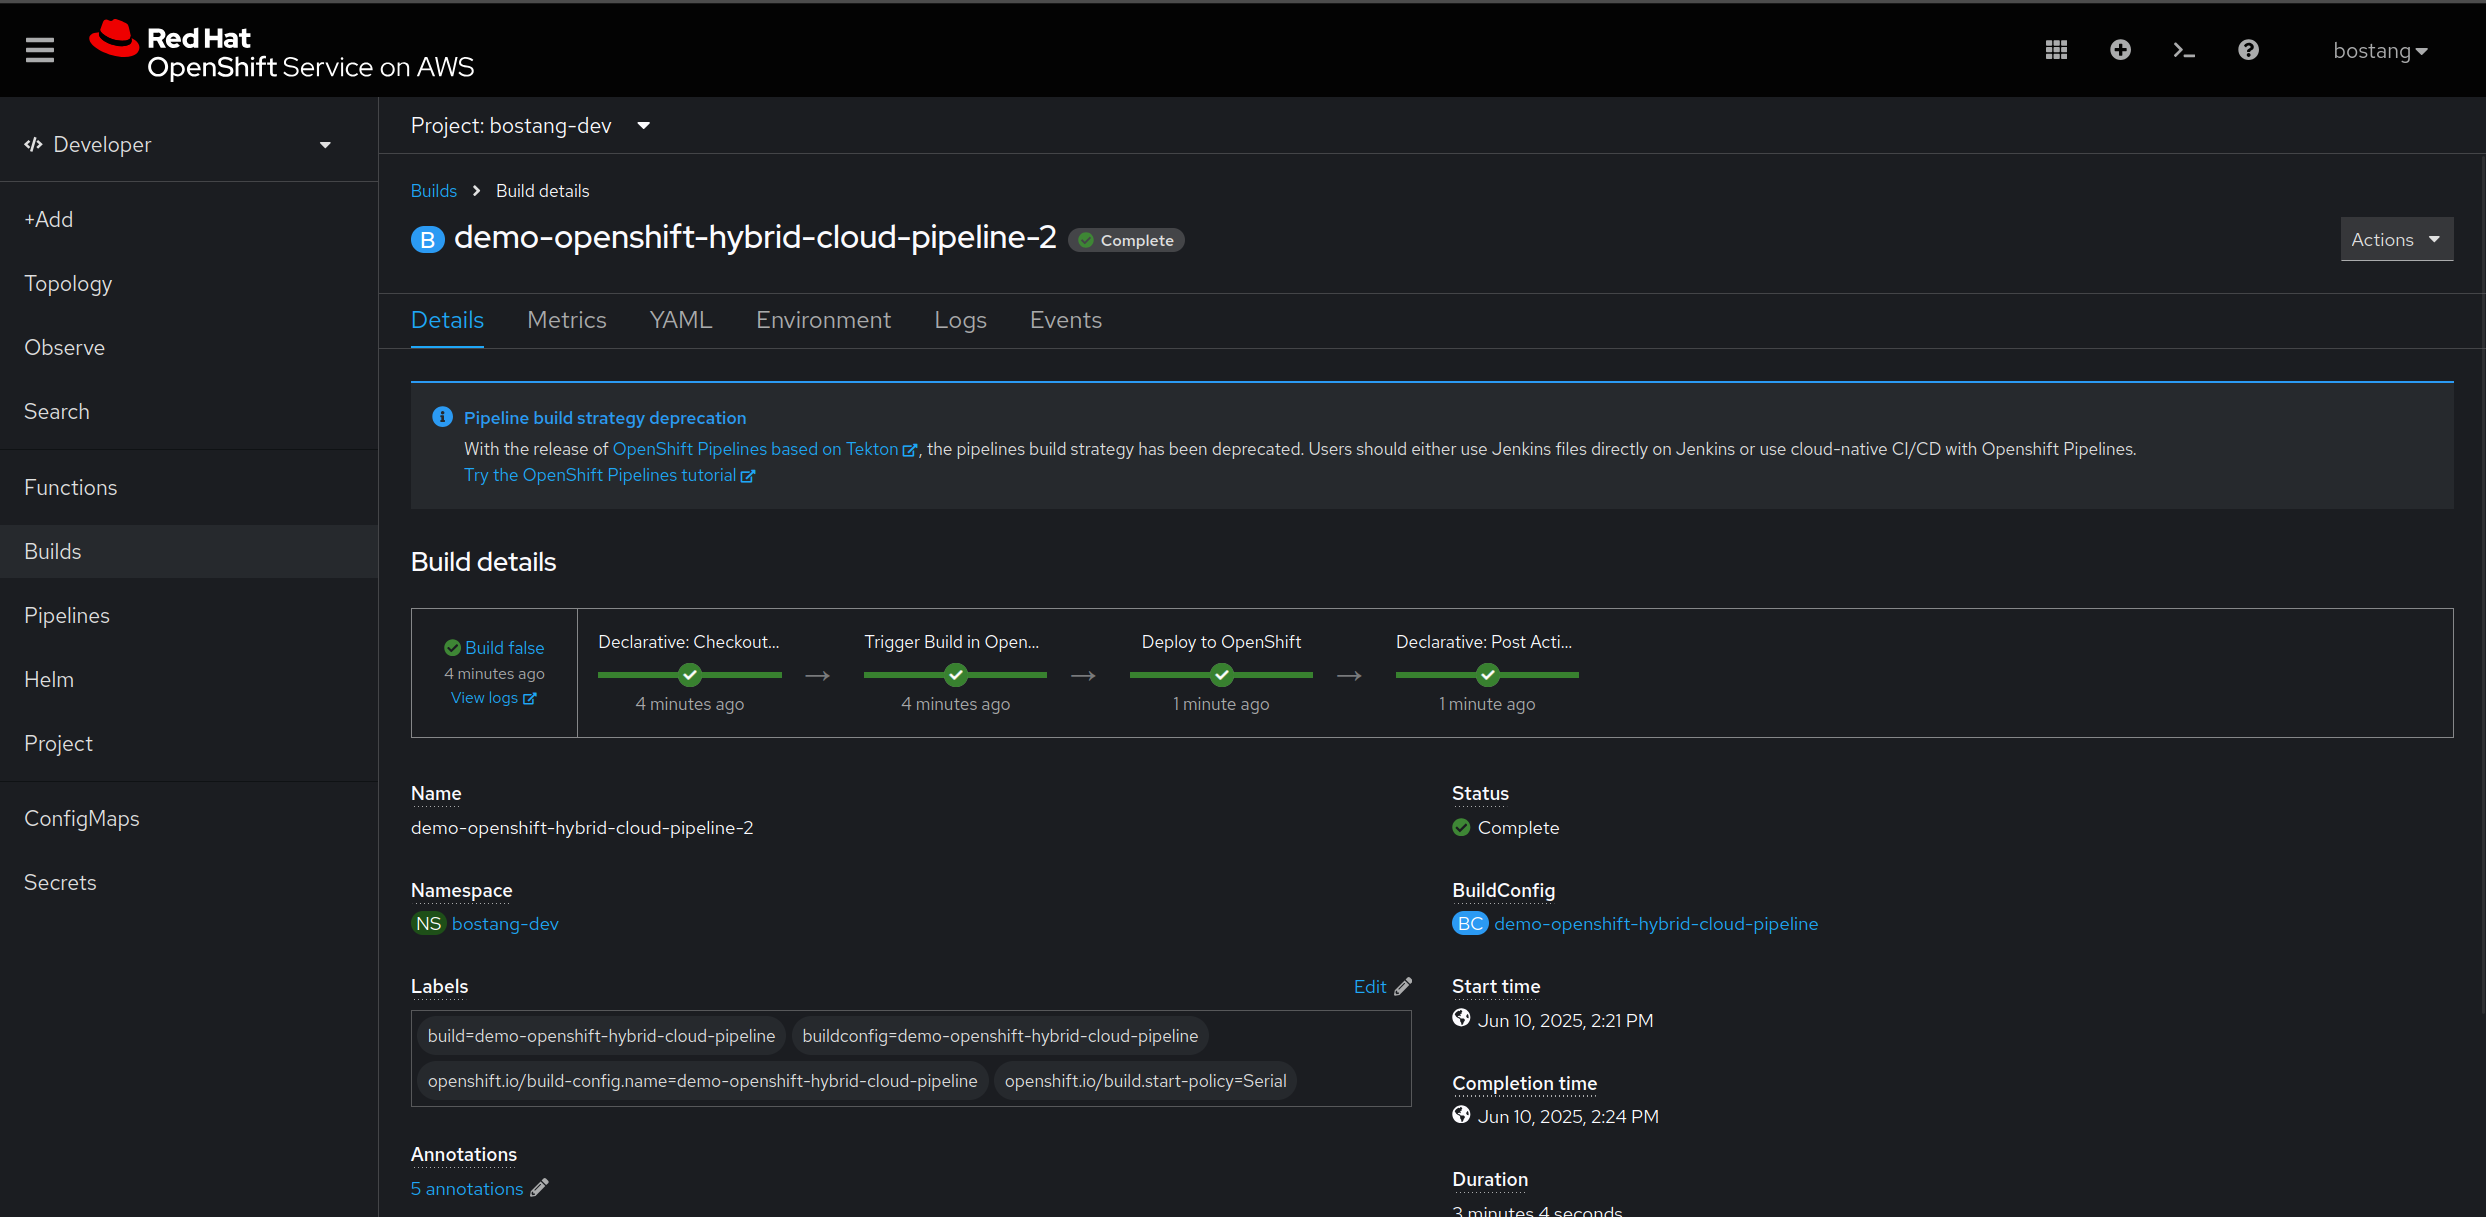 Red Hat
OpenShift Service on AWS
bostang
Developer
+Add
Topology
Observe
Search
Functions
Builds
Pipelines
Helm
Project
ConfigMaps
Secrets
Project: bostang-dev
Builds > Build details
B demo-openshift-hybrid-cloud-pipeline-2 Complete
Actions
Details Metrics YAML Environment Logs Events
Pipeline build strategy deprecation
With the release of OpenShift Pipelines based on Tekton , the pipelines build strategy has been deprecated. Users should either use Jenkins files directly on Jenkins or use cloud-native CI/CD with Openshift Pipelines.
Try the OpenShift Pipelines tutorial
Build details
Build false
4 minutes ago
View logs
Declarative: Checkout...
4 minutes ago
Trigger Build in Open...
4 minutes ago
Deploy to OpenShift
1 minute ago
Declarative: Post Acti...
1 minute ago
Name
demo-openshift-hybrid-cloud-pipeline-2
Namespace
NS bostang-dev
Labels
Edit
build=demo-openshift-hybrid-cloud-pipeline buildconfig=demo-openshift-hybrid-cloud-pipeline
openshift.io/build-config.name=demo-openshift-hybrid-cloud-pipeline openshift.io/build.start-policy=Serial
Annotations
5 annotations
Status
Complete
BuildConfig
BC demo-openshift-hybrid-cloud-pipeline
Start time
Jun 10, 2025, 2:21 PM
Completion time
Jun 10, 2025, 2:24 PM
Duration
3 minutes 4 seconds